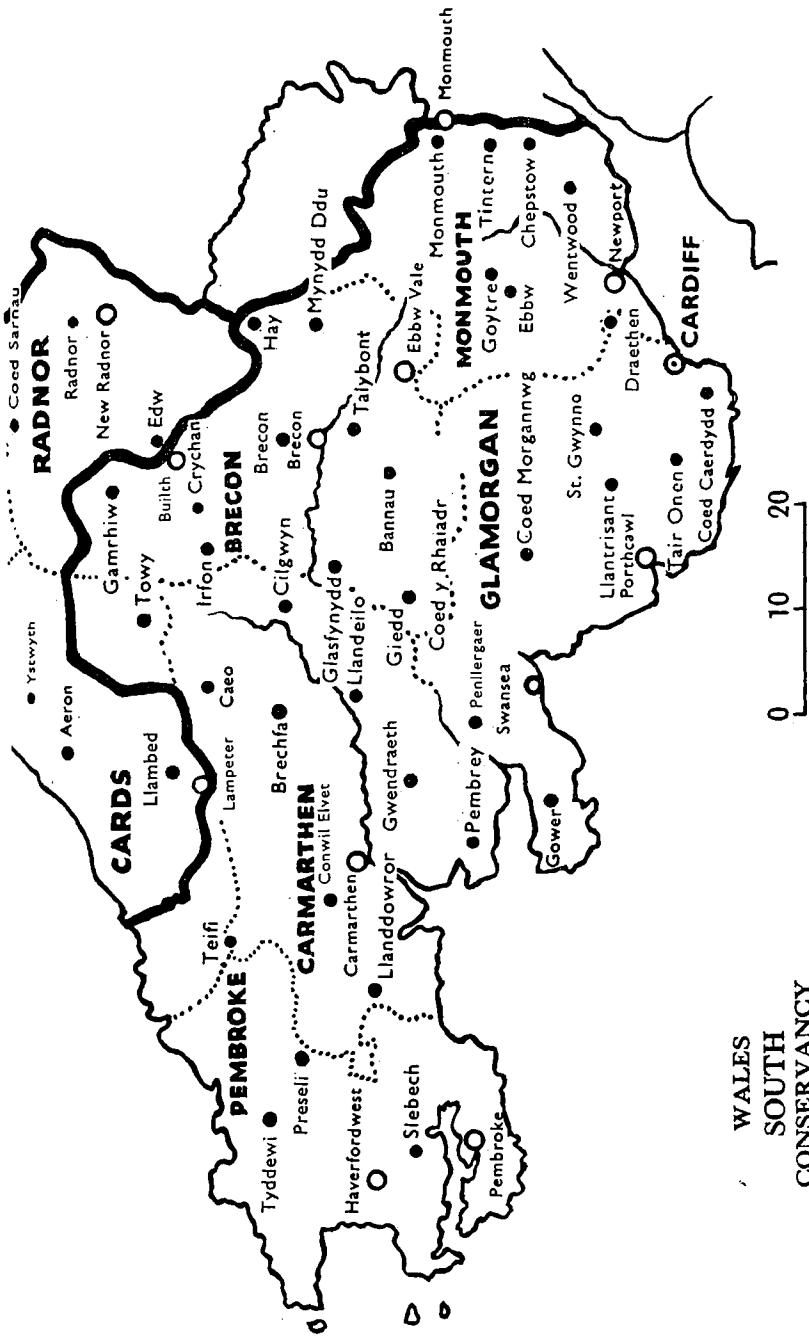 Coed Sarnau
RADNOR
Radnor
New Radnor
Edw
Builth
Crychan
Gamrhiw
Towy
Irfon
BRECON
Brecon
Brecon
Hay
Mynydd Ddu
Cilgwyn
Ystwyth
Aeron
CARDS
Llambed
Lampeter
Caeo
Brechfa
CARMARTHEN
Conwil Elvet
Carmarthen
Llanddowror
Teifi
PEMBROKE
Preseli
Tyddewi
Haverfordwest
Slebech
Pembroke
Glasfynydd
Llandeilo
Gwendraeth
Giedd
Coed y Rhaiadr
Bannau
Talybont
Ebbw Vale
MONMOUTH
Monmouth
Monmouth
Tintern
Chepstow
Goytre
Ebbw
Wentwood
Newport
Draethen
CARDIFF
GLAMORGAN
Coed Morgannwg
St. Gwynno
Llantrisant
Porthcawl
Tair Onen
Coed Caerdydd
Penllergaer
Swansea
Pembrey
Gower
0 10 20
WALES
SOUTH
CONSERVANCY